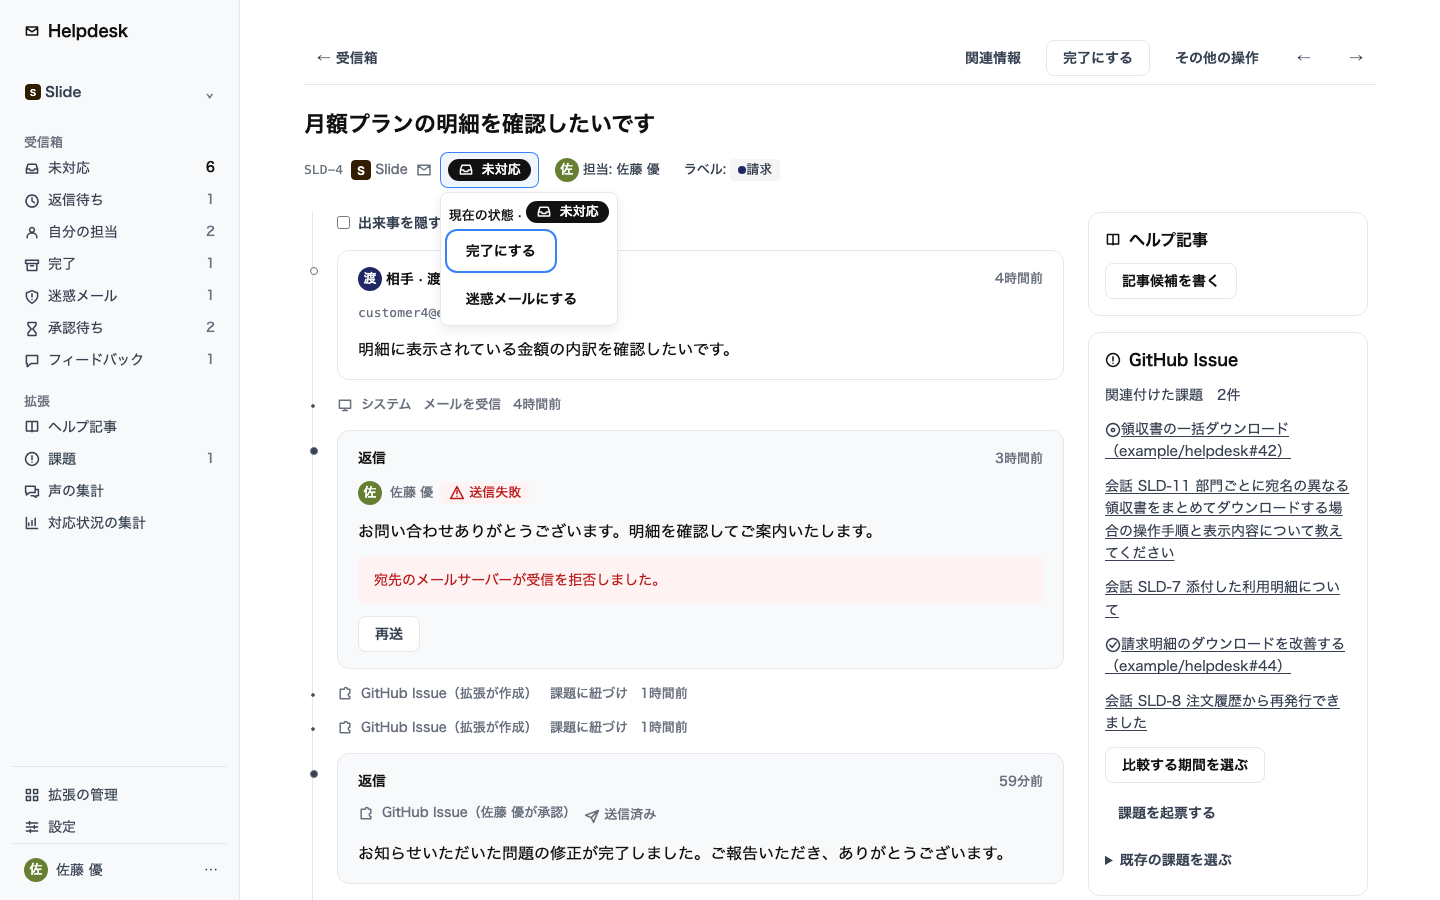 Helpdesk
S Slide
受信箱
未対応 6
返信待ち 1
自分の担当 2
完了 1
迷惑メール 1
承認待ち 2
フィードバック 1
拡張
ヘルプ記事
課題 1
声の集計
対応状況の集計
拡張の管理
設定
佐 佐藤 優 …
← 受信箱
関連情報 完了にする その他の操作 ← →
月額プランの明細を確認したいです
SLD-4 S Slide 未対応 佐 担当: 佐藤 優 ラベル: 請求
現在の状態 · 未対応
完了にする
迷惑メールにする
出来事を隠す
渡 相手 · 渡 4時間前
customer4@e
明細に表示されている金額の内訳を確認したいです。
システム メールを受信 4時間前
返信 3時間前
佐 佐藤 優 送信失敗
お問い合わせありがとうございます。明細を確認してご案内いたします。
宛先のメールサーバーが受信を拒否しました。
再送
GitHub Issue（拡張が作成） 課題に紐づけ 1時間前
GitHub Issue（拡張が作成） 課題に紐づけ 1時間前
返信 59分前
GitHub Issue（佐藤 優が承認） 送信済み
お知らせいただいた問題の修正が完了しました。ご報告いただき、ありがとうございます。
ヘルプ記事
記事候補を書く
GitHub Issue
関連付けた課題 2件
領収書の一括ダウンロード
（example/helpdesk#42）
会話 SLD-11 部門ごとに宛名の異なる
領収書をまとめてダウンロードする場
合の操作手順と表示内容について教え
てください
会話 SLD-7 添付した利用明細につい
て
請求明細のダウンロードを改善する
（example/helpdesk#44）
会話 SLD-8 注文履歴から再発行でき
ました
比較する期間を選ぶ
課題を起票する
既存の課題を選ぶ